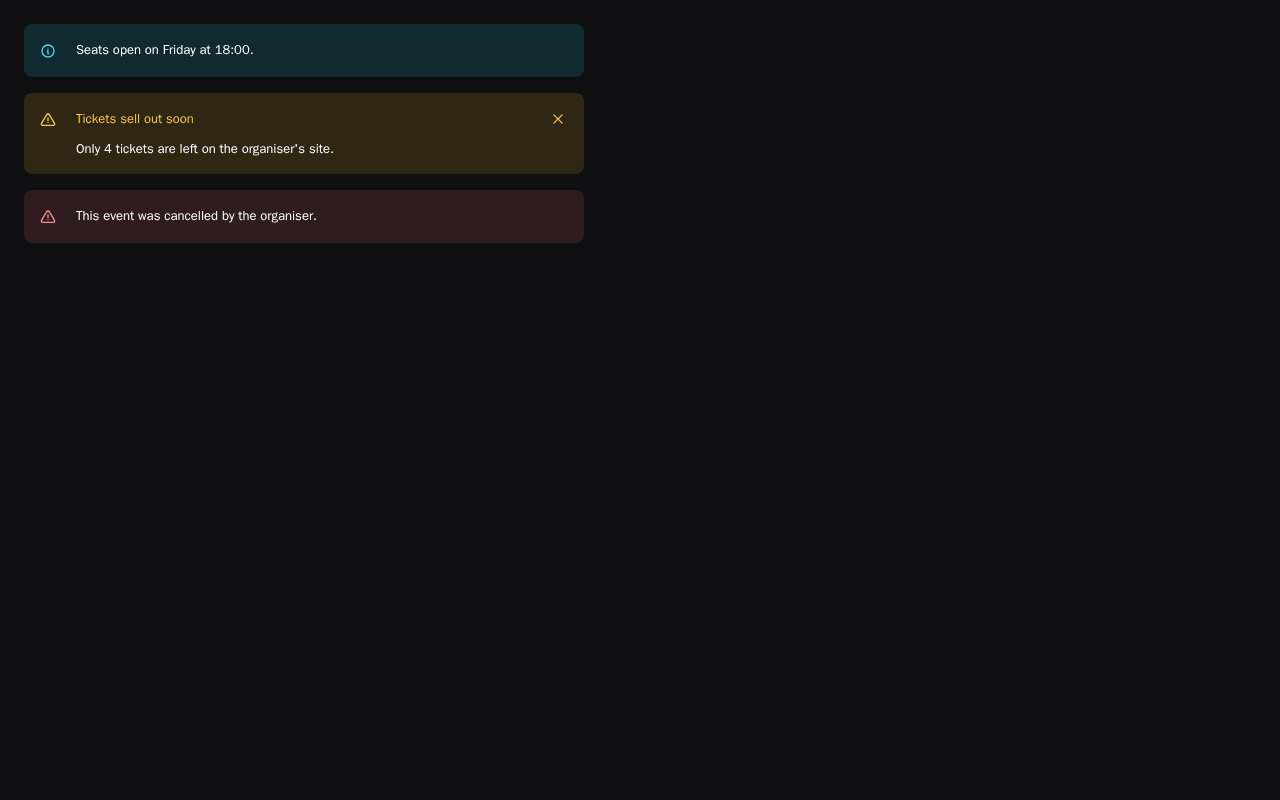 Seats open on Friday at 18:00.
Tickets sell out soon
Only 4 tickets are left on the organiser's site.
This event was cancelled by the organiser.